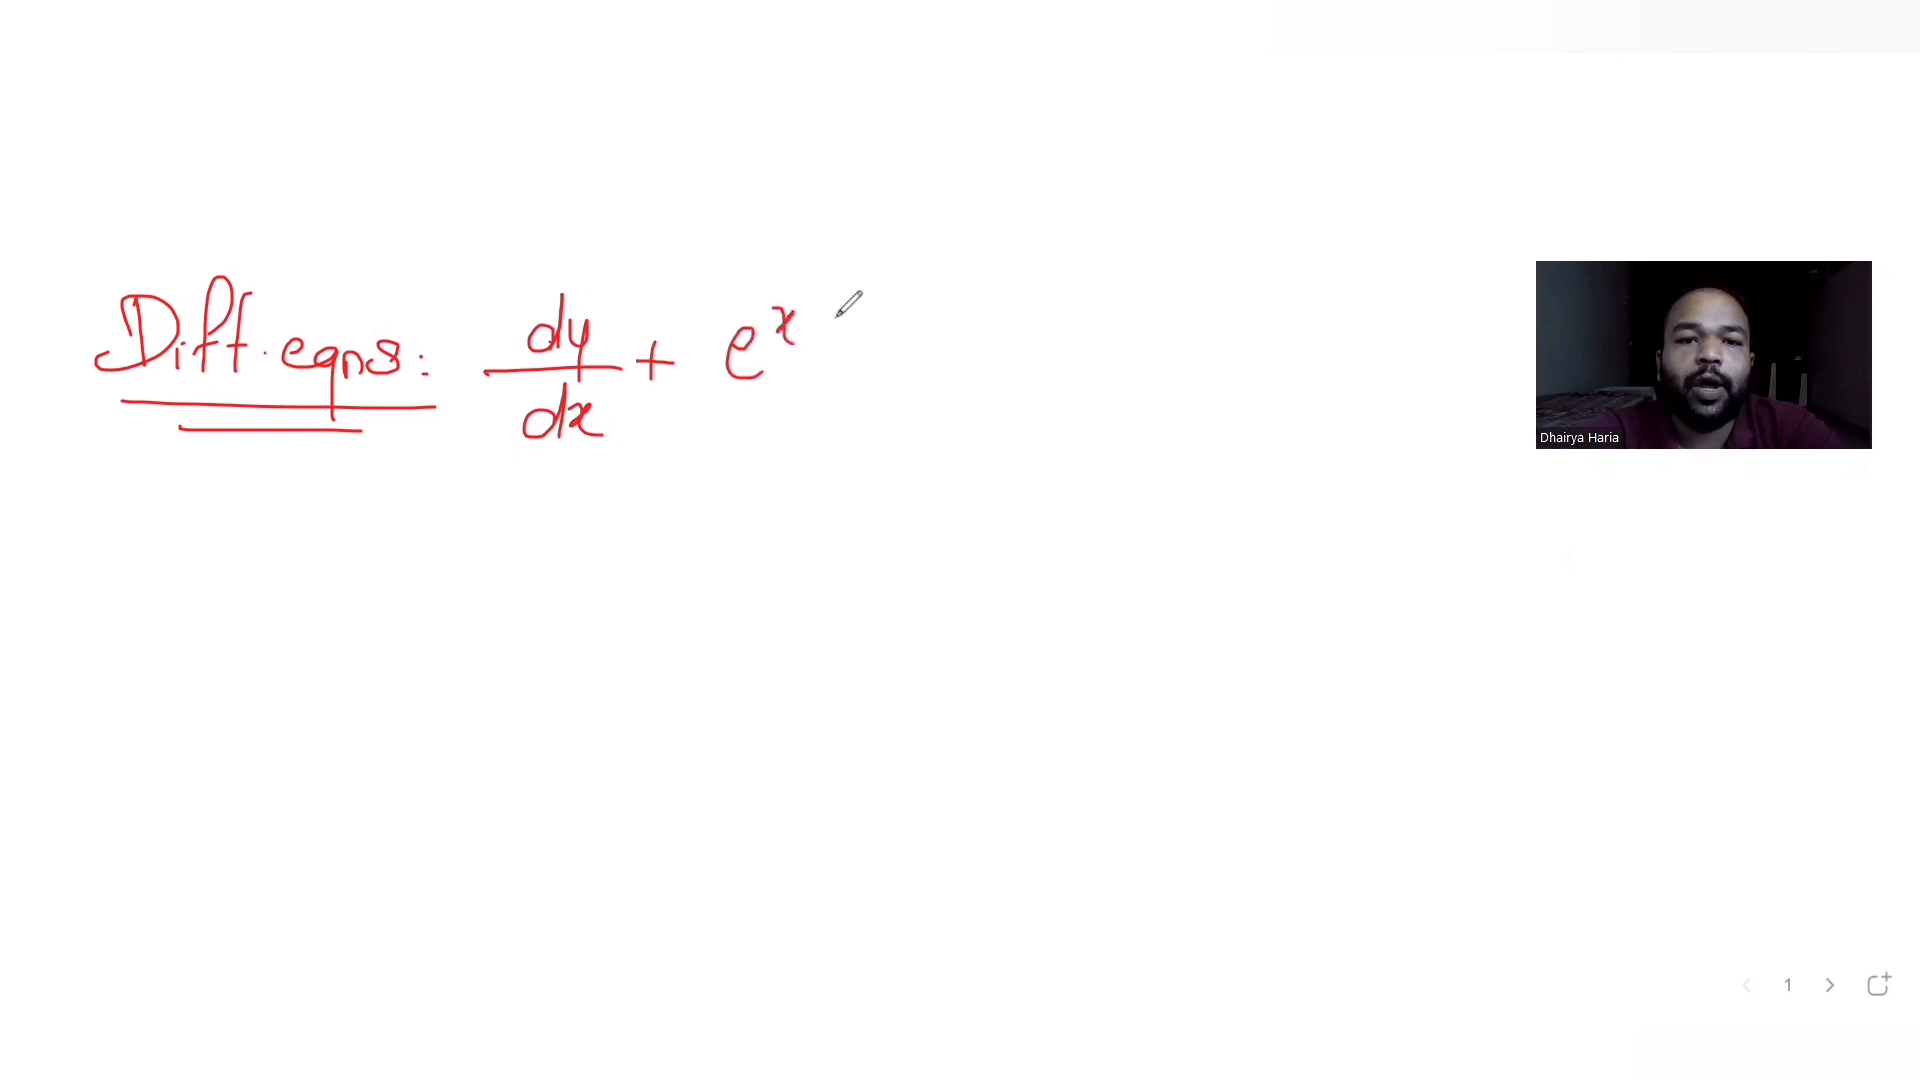 Diff. eqns: dy/dx + e^x
Dhairya Haria
1